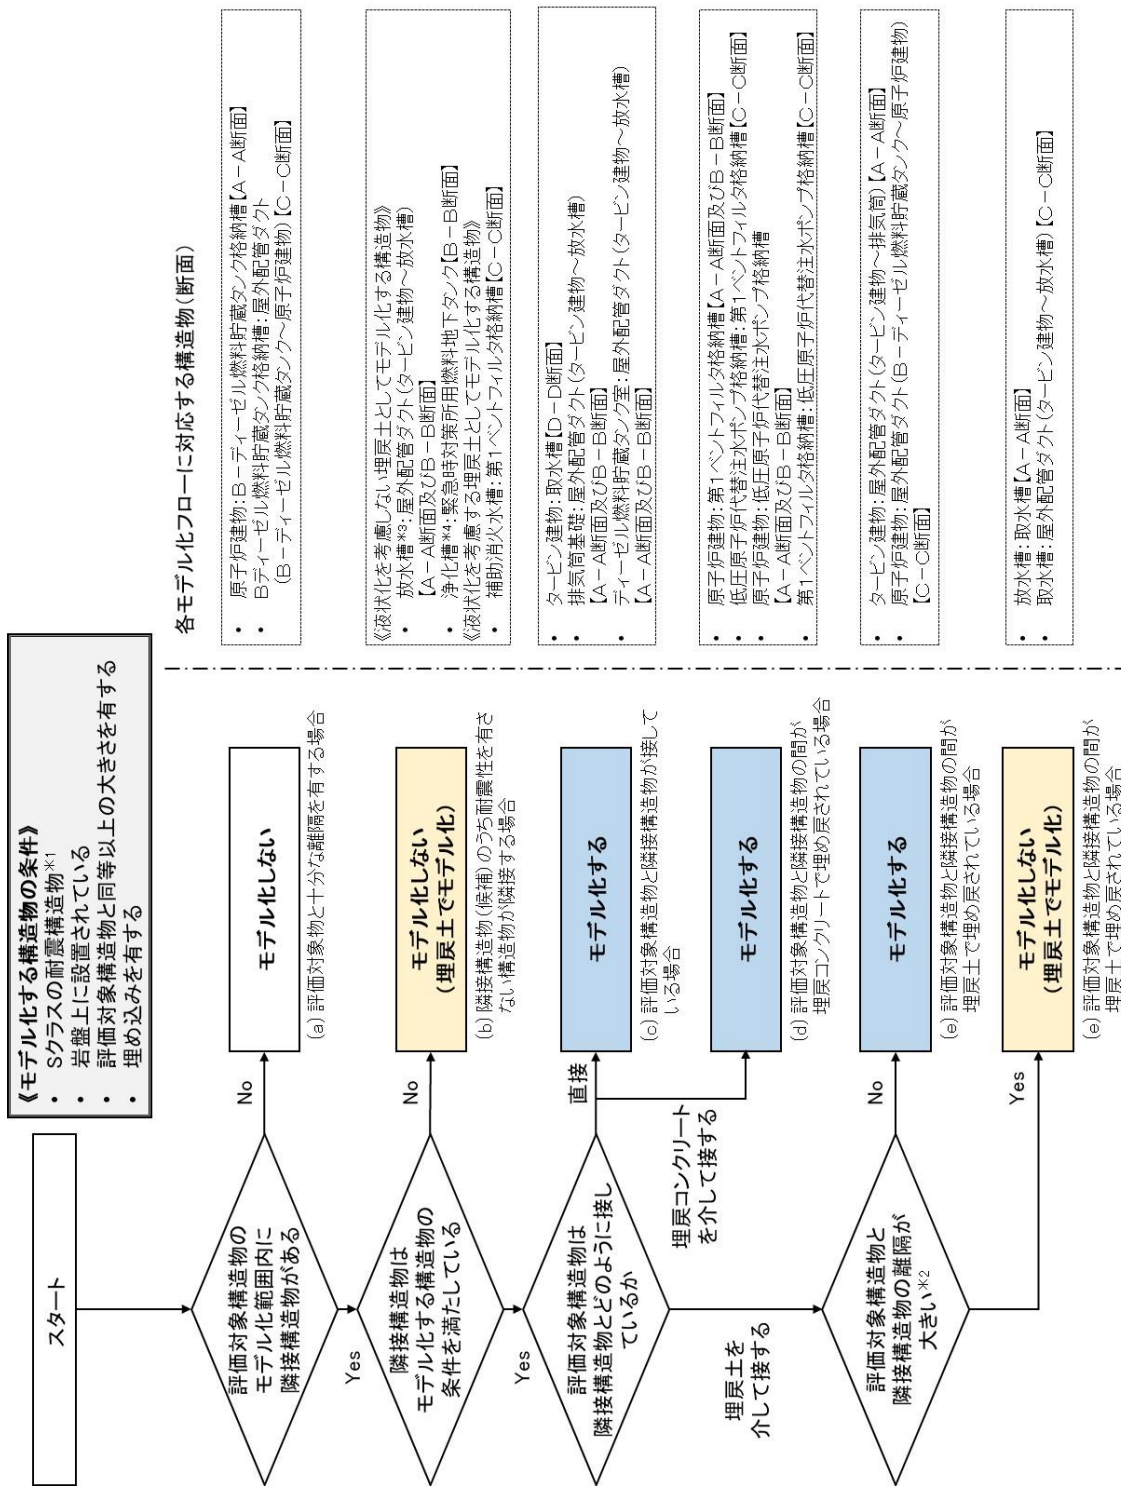 スタート
《モデル化する構造物の条件》
・ Sクラスの耐震構造物※1
・ 岩盤上に設置されている
・ 評価対象構造物と同等以上の大きさを有する
・ 埋め込みを有する
各モデル化フローに対応する構造物(断面)
評価対象構造物の
モデル化範囲内に
隣接構造物がある
No
モデル化しない
(a) 評価対象物と十分な離隔を有する場合
・ 原子炉建物:B-ディーゼル燃料貯蔵タンク格納槽【A-A断面】
・ Bディーゼル燃料貯蔵タンク格納槽:屋外配管ダクト
(B-ディーゼル燃料貯蔵タンク~原子炉建物)【C-C断面】
Yes
隣接構造物は
モデル化する構造物の
条件を満たしている
No
モデル化しない
(埋戻土でモデル化)
(b) 隣接構造物(候補)のうち耐震性を有さ
ない構造物が隣接する場合
《液状化を考慮しない埋戻土としてモデル化する構造物》
・ 放水槽※3:屋外配管ダクト(タービン建物~放水槽)
【A-A断面及びB-B断面】
・ 浄化槽※4:緊急時対策所用燃料地下タンク【B-B断面】
《液状化を考慮する埋戻土としてモデル化する構造物》
・ 補助消火水槽:第1ベントフィルタ格納槽【C-C断面】
Yes
評価対象構造物は
隣接構造物とどのように接し
ているか
直接
モデル化する
(c) 評価対象構造物と隣接構造物が接して
いる場合
・ タービン建物:取水槽【D-D断面】
・ 排気筒基礎:屋外配管ダクト(タービン建物~放水槽)
【A-A断面及びB-B断面】
・ ディーゼル燃料貯蔵タンク室:屋外配管ダクト(タービン建物~放水槽)
【A-A断面及びB-B断面】
埋戻コンクリート
を介して接する
モデル化する
(d) 評価対象構造物と隣接構造物の間が
埋戻コンクリートで埋め戻されている場合
・ 原子炉建物:第1ベントフィルタ格納槽【A-A断面及びB-B断面】
・ 低圧原子炉代替注水ポンプ格納槽:第1ベントフィルタ格納槽【C-C断面】
・ 原子炉建物:低圧原子炉代替注水ポンプ格納槽
【A-A断面及びB-B断面】
・ 第1ベントフィルタ格納槽:低圧原子炉代替注水ポンプ格納槽【C-C断面】
埋戻土を
介して接する
評価対象構造物と
隣接構造物の離隔が
大きい※2
No
モデル化する
(e) 評価対象構造物と隣接構造物の間が
埋戻土で埋め戻されている場合
・ タービン建物:屋外配管ダクト(タービン建物~排気筒)【A-A断面】
・ 原子炉建物:屋外配管ダクト(B-ディーゼル燃料貯蔵タンク~原子炉建物)
【C-C断面】
Yes
モデル化しない
(埋戻土でモデル化)
(e) 評価対象構造物と隣接構造物の間が
埋戻土で埋め戻されている場合
・ 放水槽:取水槽【A-A断面】
・ 取水槽:屋外配管ダクト(タービン建物~放水槽)【C-C断面】